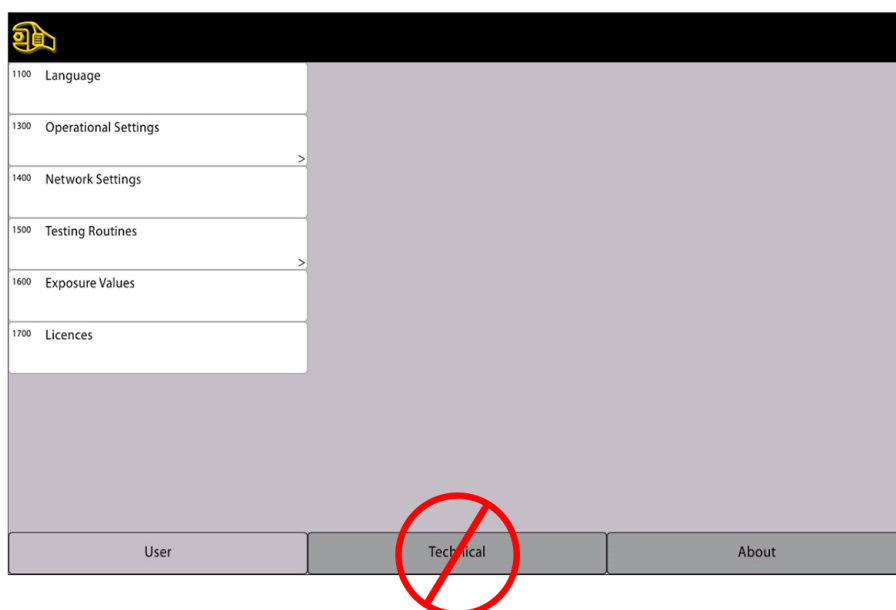 1100 Language
1300 Operational Settings
>
1400 Network Settings
1500 Testing Routines
>
1600 Exposure Values
1700 Licences
User Technical About